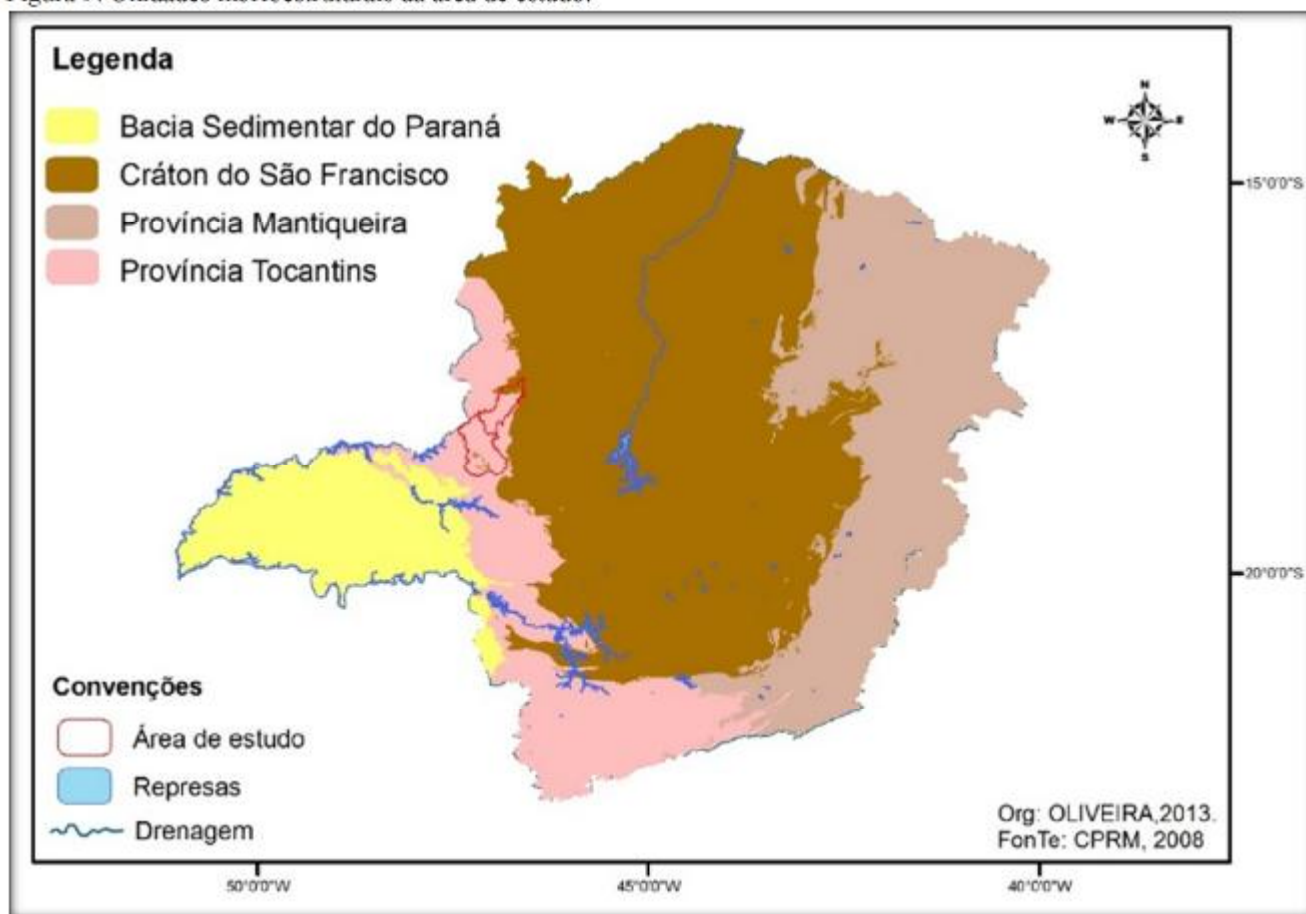 Legenda
Bacia Sedimentar do Paraná
Cráton do São Francisco
Província Mantiqueira
Província Tocantins
N
W E
S
15°0'0"S
20°0'0"S
Convenções
Área de estudo
Represas
Drenagem
Org: OLIVEIRA,2013.
FonTe: CPRM, 2008
50°0'0"W 45°0'0"W 40°0'0"W